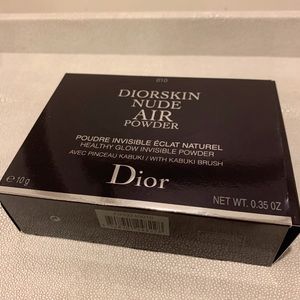 010
DIORSKIN
NUDE
AIR
POWDER
POUDRE INVISIBLE ÉCLAT NATUREL
HEALTHY GLOW INVISIBLE POWDER
AVEC PINCEAU KABUKI / WITH KABUKI BRUSH
Dior
e 10 g
NET WT. 0.35 OZ